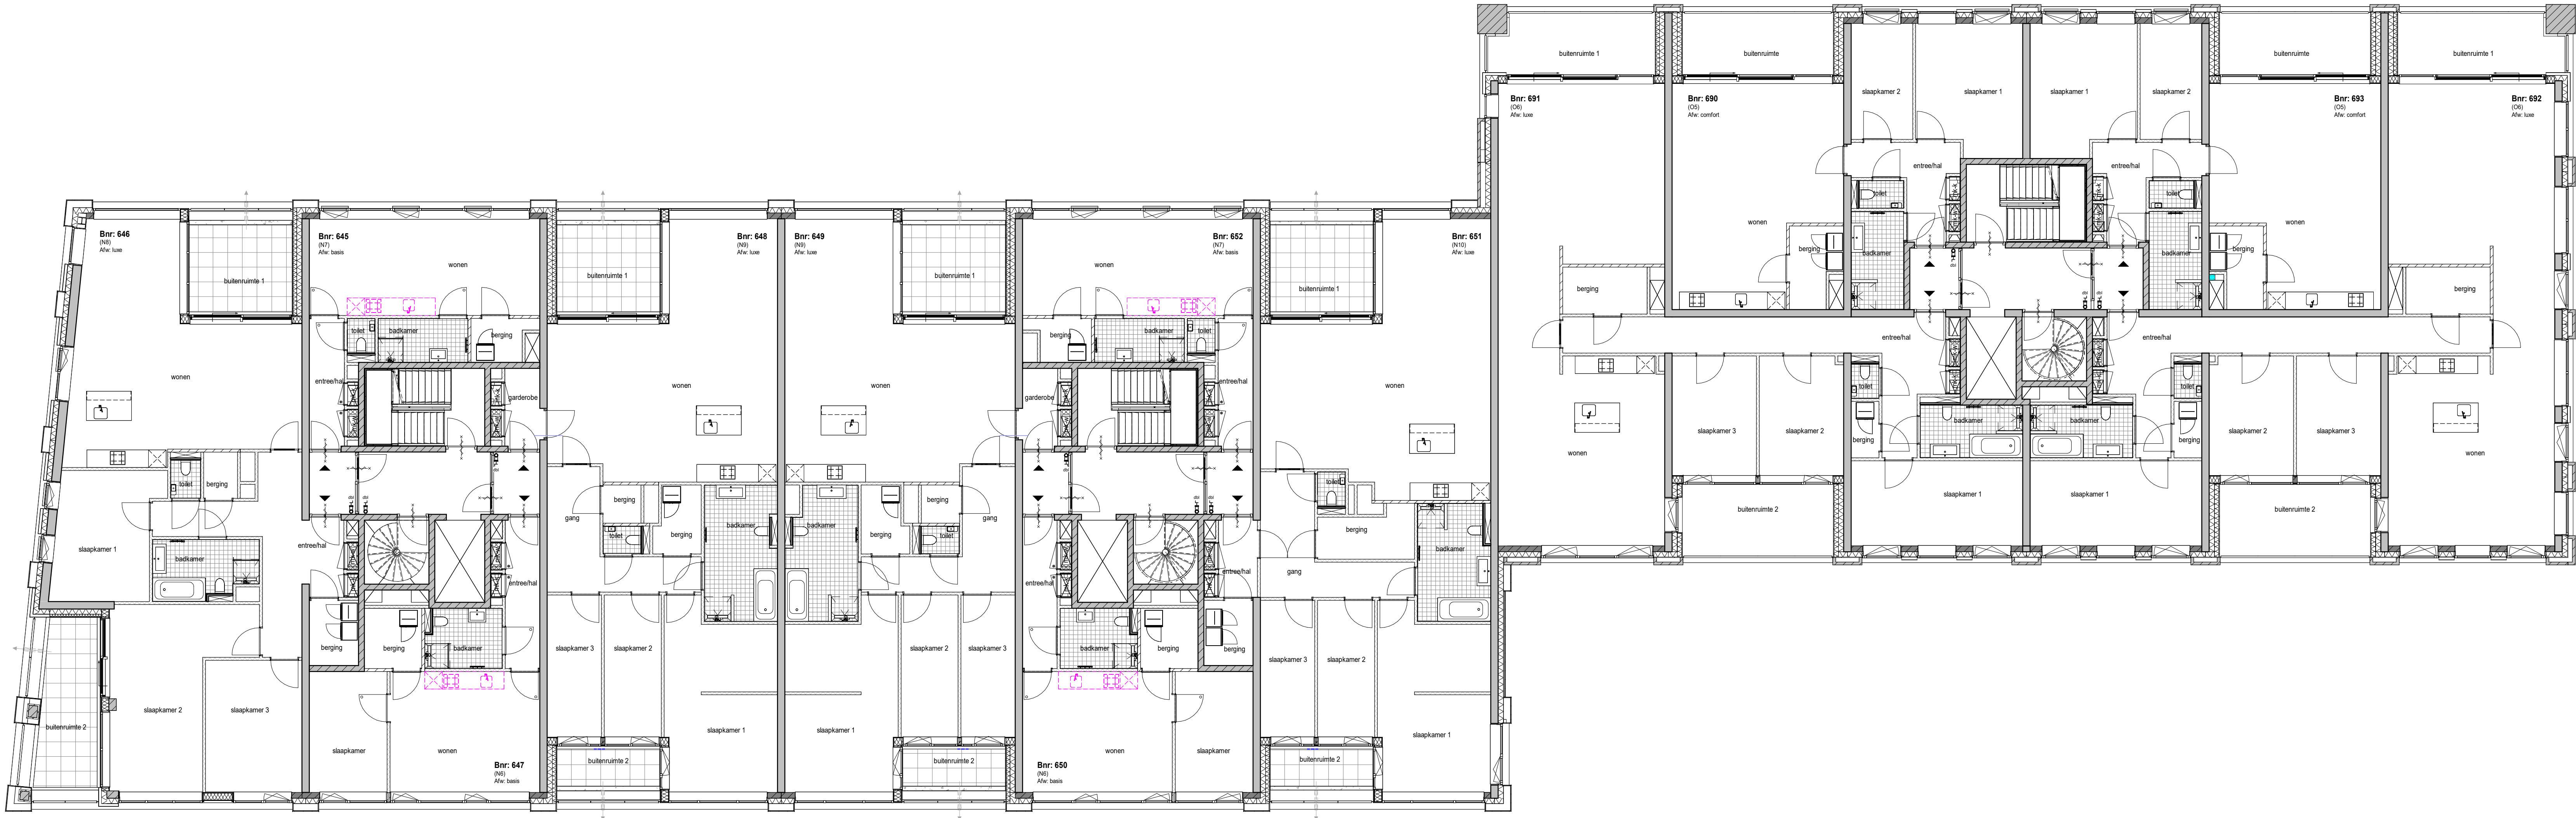 buitenruimte 1
buitenruimte
buitenruimte
buitenruimte 1
Bnr: 691
(O6)
Afw: luxe
Bnr: 690
(O5)
Afw: comfort
slaapkamer 2
slaapkamer 1
slaapkamer 1
slaapkamer 2
Bnr: 693
(O5)
Afw: comfort
Bnr: 692
(O6)
Afw: luxe
entree/hal
entree/hal
toilet
toilet
wonen
berging
badkamer
badkamer
berging
wonen
berging
berging
entree/hal
entree/hal
toilet
toilet
slaapkamer 3
slaapkamer 2
badkamer
badkamer
berging
berging
slaapkamer 2
slaapkamer 3
wonen
wonen
slaapkamer 1
slaapkamer 1
buitenruimte 2
buitenruimte 2
Bnr: 646
(N8)
Afw: luxe
Bnr: 645
(N7)
Afw: basis
Bnr: 648
(N9)
Afw: luxe
Bnr: 649
(N9)
Afw: luxe
Bnr: 652
(N7)
Afw: basis
Bnr: 651
(N10)
Afw: luxe
wonen
wonen
buitenruimte 1
buitenruimte 1
buitenruimte 1
buitenruimte 1
toilet
badkamer
berging
berging
badkamer
toilet
wonen
entree/hal
wonen
wonen
entree/hal
wonen
garderobe
garderobe
toilet
berging
berging
berging
toilet
gang
gang
badkamer
badkamer
berging
toilet
berging
berging
toilet
badkamer
slaapkamer 1
badkamer
entree/hal
entree/hal
entree/hal
entree/hal
gang
berging
berging
badkamer
slaapkamer 3
slaapkamer 2
slaapkamer 2
slaapkamer 3
badkamer
berging
berging
slaapkamer 3
slaapkamer 2
slaapkamer 2
slaapkamer 3
buitenruimte 2
slaapkamer 1
slaapkamer 1
slaapkamer 1
slaapkamer
wonen
wonen
slaapkamer
buitenruimte 2
buitenruimte 2
buitenruimte 2
Bnr: 647
(N6)
Afw: basis
Bnr: 650
(N6)
Afw: basis